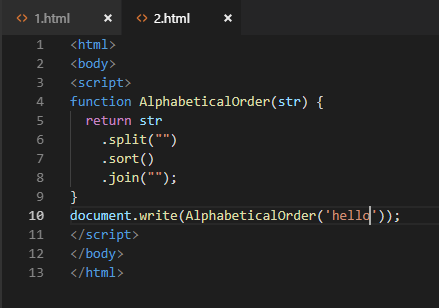 <> 1.html × <> 2.html ×
1 <html>
2 <body>
3 <script>
4 function AlphabeticalOrder(str) {
5   return str
6     .split("")
7     .sort()
8     .join("");
9 }
10 document.write(AlphabeticalOrder('hello'));
11 </script>
12 </body>
13 </html>